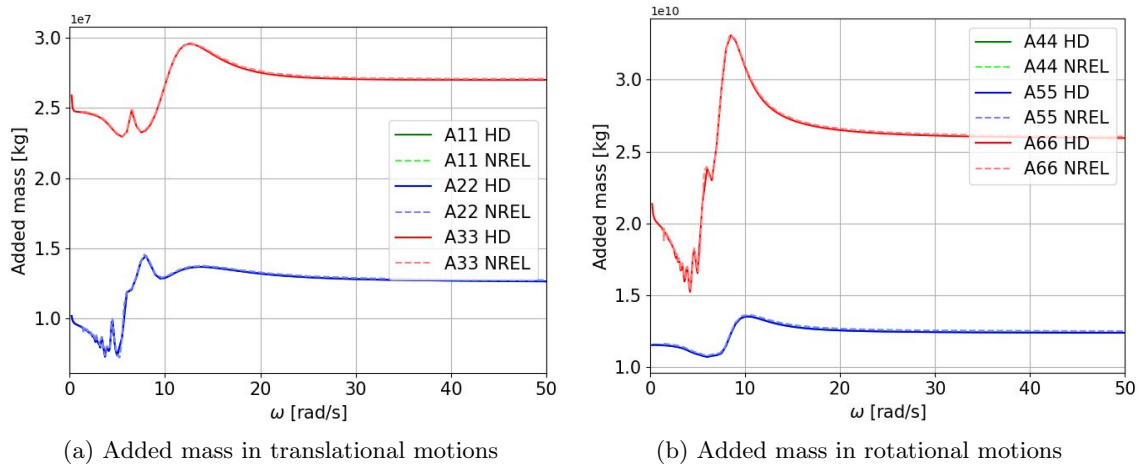 1e7
3.0
2.5
2.0
1.5
1.0
Added mass [kg]
A11 HD
A11 NREL
A22 HD
A22 NREL
A33 HD
A33 NREL
0 10 20 30 40 50
ω [rad/s]
(a) Added mass in translational motions
1e10
3.0
2.5
2.0
1.5
1.0
Added mass [kg]
A44 HD
A44 NREL
A55 HD
A55 NREL
A66 HD
A66 NREL
0 10 20 30 40 50
ω [rad/s]
(b) Added mass in rotational motions